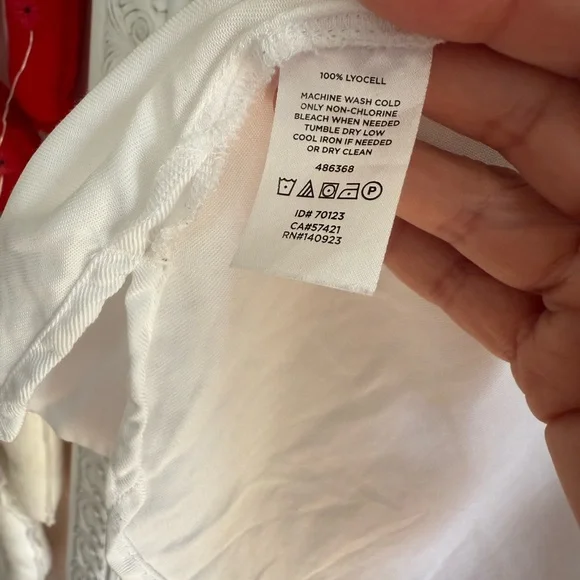 100% LYOCELL
MACHINE WASH COLD
ONLY NON-CHLORINE
BLEACH WHEN NEEDED
TUMBLE DRY LOW
COOL IRON IF NEEDED
OR DRY CLEAN
486368
P
ID# 70123
CA#57421
RN#140923